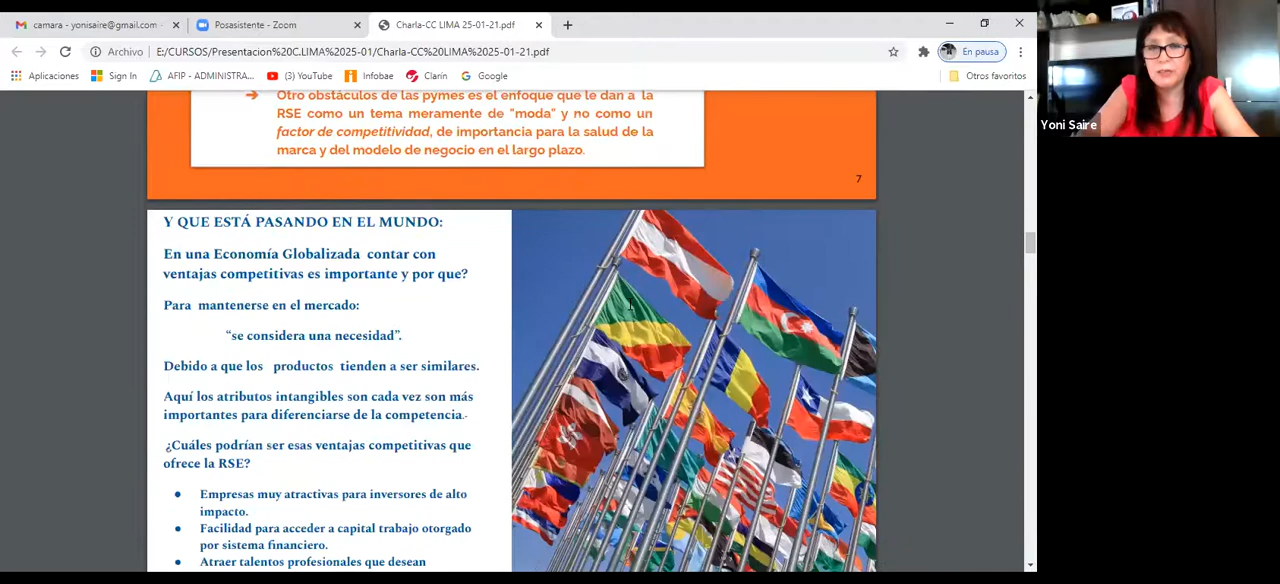 camara - yonisaire@gmail.com
Posasistente - Zoom
Charla-CC LIMA 25-01-21.pdf
Archivo
E:/CURSOS/Presentacion%20C.LIMA%2025-01/Charla-CC%20LIMA%2025-01-21.pdf
En pausa
Aplicaciones
Sign In
AFIP - ADMINISTRA...
(3) YouTube
Infobae
Clarín
Google
Otros favoritos
Yoni Saire
➔ Otro obstáculos de las pymes es el enfoque que le dan a la
RSE como un tema meramente de "moda" y no como un
factor de competitividad, de importancia para la salud de la
marca y del modelo de negocio en el largo plazo.
7
Y QUE ESTÁ PASANDO EN EL MUNDO:
En una Economía Globalizada contar con
ventajas competitivas es importante y por que?
Para mantenerse en el mercado:
“se considera una necesidad”.
Debido a que los productos tienden a ser similares.
Aquí los atributos intangibles son cada vez son más
importantes para diferenciarse de la competencia.-
¿Cuáles podrían ser esas ventajas competitivas que
ofrece la RSE?
● Empresas muy atractivas para inversores de alto
impacto.
● Facilidad para acceder a capital trabajo otorgado
por sistema financiero.
● Atraer talentos profesionales que desean